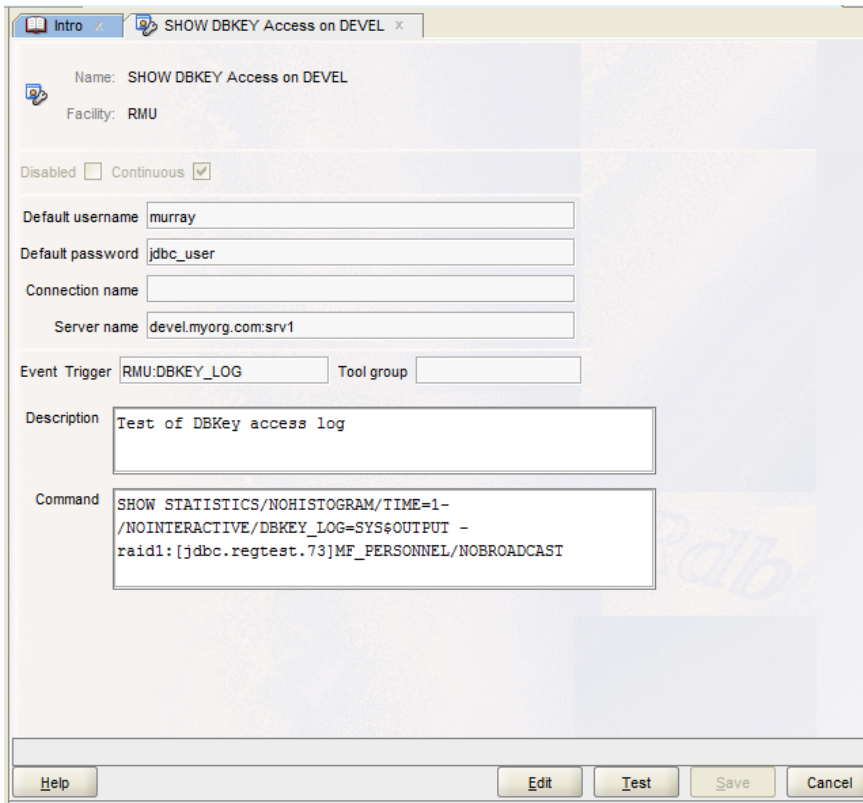 Intro x SHOW DBKEY Access on DEVEL x
Name: SHOW DBKEY Access on DEVEL
Facility: RMU
Disabled Continuous
Default username murray
Default password jdbc_user
Connection name
Server name devel.myorg.com:srv1
Event Trigger RMU:DBKEY_LOG Tool group
Description Test of DBKey access log
Command SHOW STATISTICS/NOHISTOGRAM/TIME=1-
/NOINTERACTIVE/DBKEY_LOG=SYS$OUTPUT -
raid1:[jdbc.regtest.73]MF_PERSONNEL/NOBROADCAST
Rdb
Help Edit Test Save Cancel